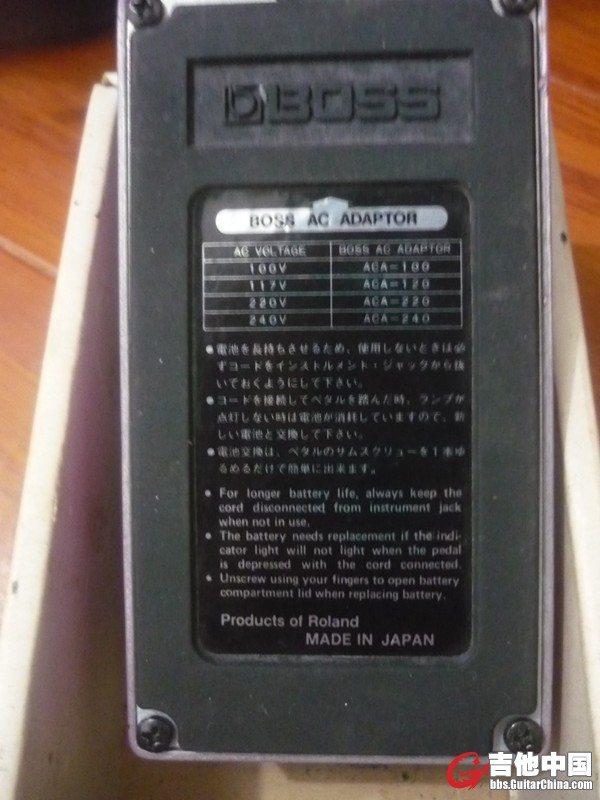 BOSS
BOSS AC ADAPTOR
AC VOLTAGE BOSS AC ADAPTOR
100V ACA-100
117V ACA-120
220V ACA-220
240V ACA-240
●電池を長持ちさせるため、使用しないときは必
ずコードをインストルメント・ジャックから抜
いておくようにして下さい。
●コードを接続してペダルを踏んだ時、ランプが
点灯しない時は電池が消耗していますので、新
しい電池と交換して下さい。
●電池交換は、ペダルのサムスクリューを1本ゆ
るめるだけで簡単に出来ます。
● For longer battery life, always keep the
cord disconnected from instrument jack
when not in use.
● The battery needs replacement if the indi-
cator light will not light when the pedal
is depressed with the cord connected.
● Unscrew using your fingers to open battery
compartment lid when replacing battery.
Products of Roland
MADE IN JAPAN
吉他中国
bbs.GuitarChina.com